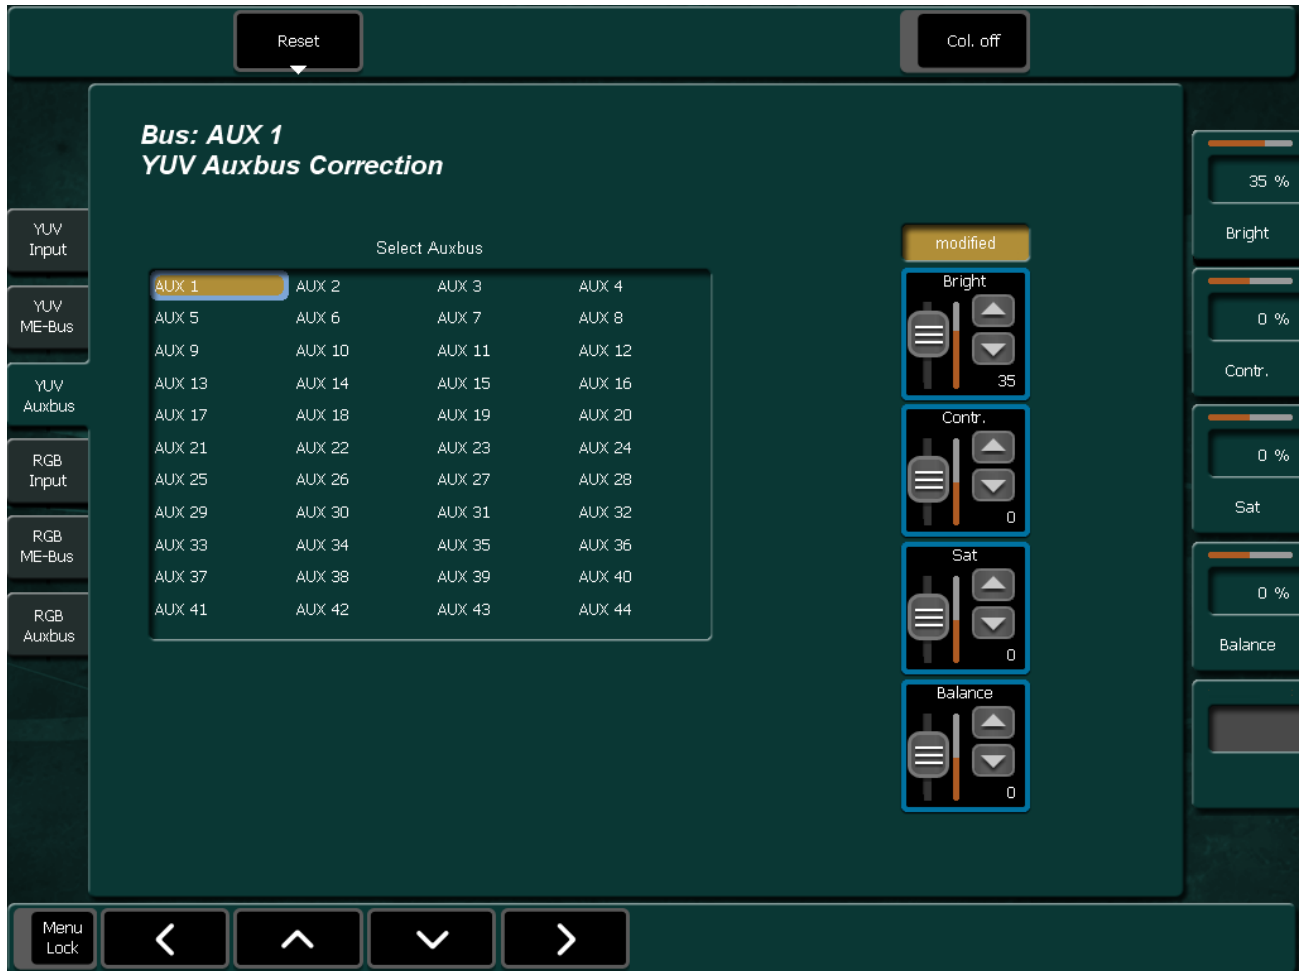 Reset
Col. off
Bus: AUX 1
YUV Auxbus Correction
YUV
Input
YUV
ME-Bus
YUV
Auxbus
RGB
Input
RGB
ME-Bus
RGB
Auxbus
Select Auxbus
AUX 1 AUX 2 AUX 3 AUX 4
AUX 5 AUX 6 AUX 7 AUX 8
AUX 9 AUX 10 AUX 11 AUX 12
AUX 13 AUX 14 AUX 15 AUX 16
AUX 17 AUX 18 AUX 19 AUX 20
AUX 21 AUX 22 AUX 23 AUX 24
AUX 25 AUX 26 AUX 27 AUX 28
AUX 29 AUX 30 AUX 31 AUX 32
AUX 33 AUX 34 AUX 35 AUX 36
AUX 37 AUX 38 AUX 39 AUX 40
AUX 41 AUX 42 AUX 43 AUX 44
modified
Bright
35
Contr.
0
Sat
0
Balance
0
35 %
Bright
0 %
Contr.
0 %
Sat
0 %
Balance
Menu
Lock